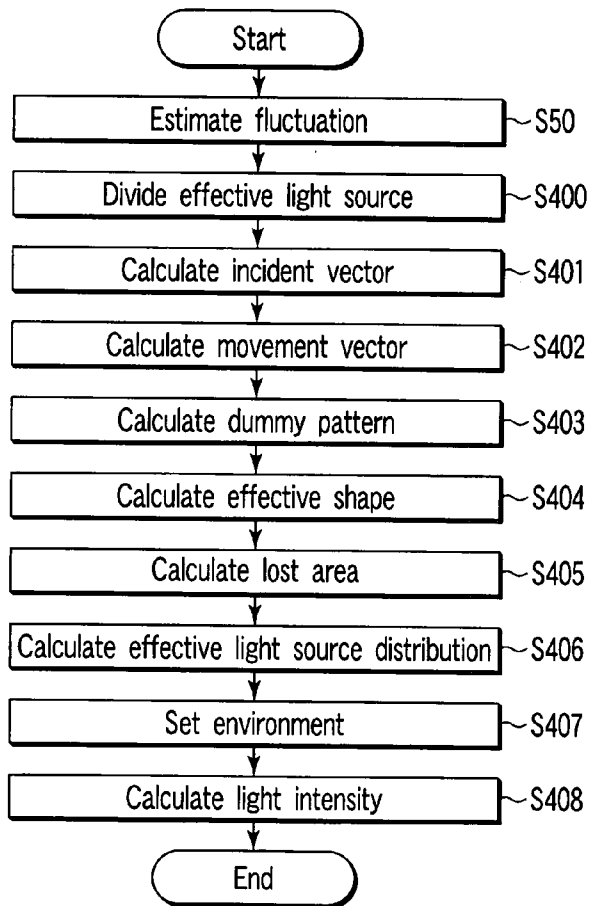 Start
Estimate fluctuation S50
Divide effective light source S400
Calculate incident vector S401
Calculate movement vector S402
Calculate dummy pattern S403
Calculate effective shape S404
Calculate lost area S405
Calculate effective light source distribution S406
Set environment S407
Calculate light intensity S408
End